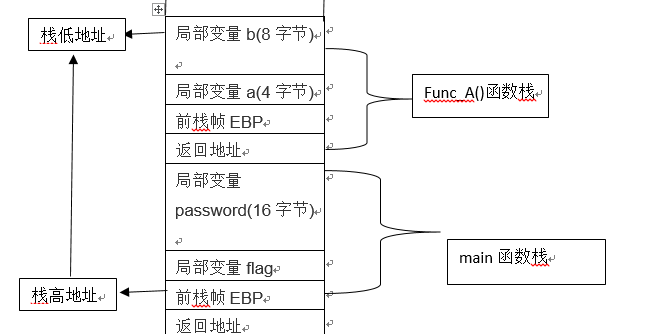 栈低地址
局部变量 b(8 字节)
局部变量 a(4 字节)
前栈帧 EBP
返回地址
Func_A()函数栈
局部变量
password(16 字节)
局部变量 flag
前栈帧 EBP
返回地址
main 函数栈
栈高地址